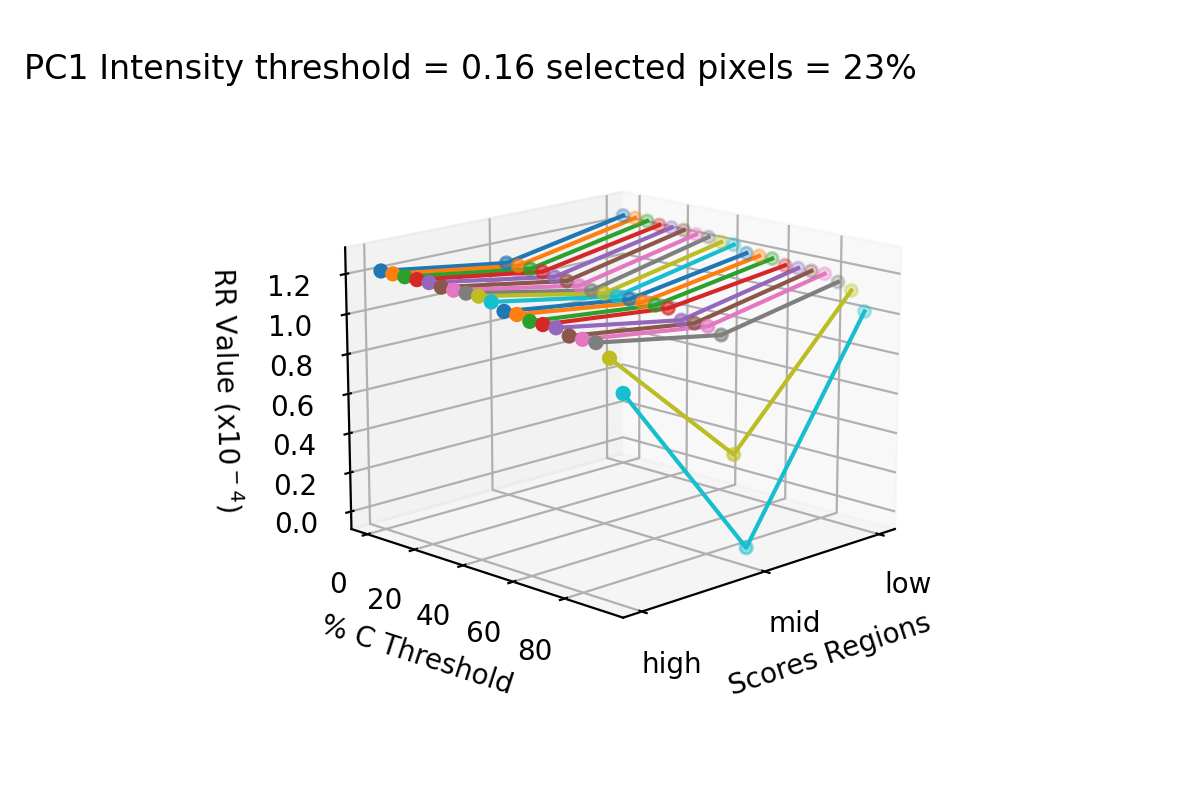 PC1 Intensity threshold = 0.16 selected pixels = 23%
RR Value (x10⁻⁴)
1.2
1.0
0.8
0.6
0.4
0.2
0.0
0
20
40
60
80
% C Threshold
high
mid
low
Scores Regions